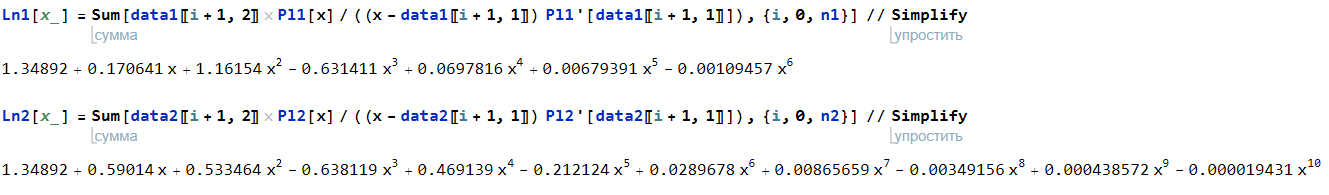 Ln1[x_] = Sum[data1〚i + 1, 2〛 × Pl1[x] / ((x - data1〚i + 1, 1〛) Pl1'[data1〚i + 1, 1〛]), {i, 0, n1}] // Simplify
сумма упростить
1.34892 + 0.170641 x + 1.16154 x² - 0.631411 x³ + 0.0697816 x⁴ + 0.00679391 x⁵ - 0.00109457 x⁶
Ln2[x_] = Sum[data2〚i + 1, 2〛 × Pl2[x] / ((x - data2〚i + 1, 1〛) Pl2'[data2〚i + 1, 1〛]), {i, 0, n2}] // Simplify
сумма упростить
1.34892 + 0.59014 x + 0.533464 x² - 0.638119 x³ + 0.469139 x⁴ - 0.212124 x⁵ + 0.0289678 x⁶ + 0.00865659 x⁷ - 0.00349156 x⁸ + 0.000438572 x⁹ - 0.000019431 x¹⁰